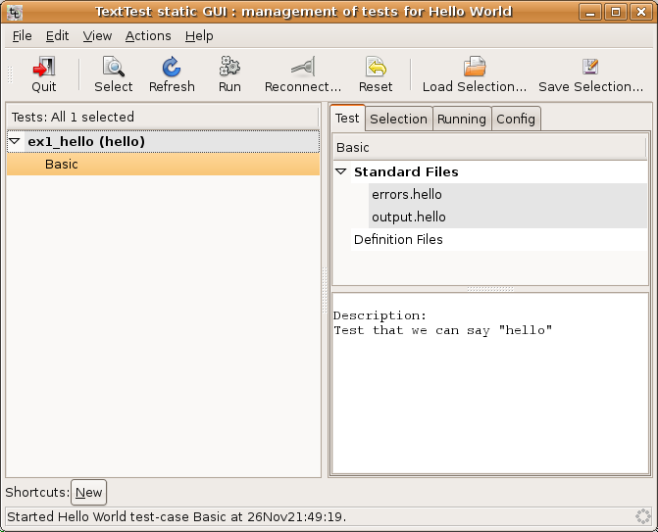 TextTest static GUI : management of tests for Hello World
File Edit View Actions Help
Quit Select Refresh Run Reconnect... Reset Load Selection... Save Selection...
Tests: All 1 selected
ex1_hello (hello)
Basic
Test Selection Running Config
Basic
Standard Files
errors.hello
output.hello
Definition Files
Description:
Test that we can say "hello"
Shortcuts: New
Started Hello World test-case Basic at 26Nov21:49:19.